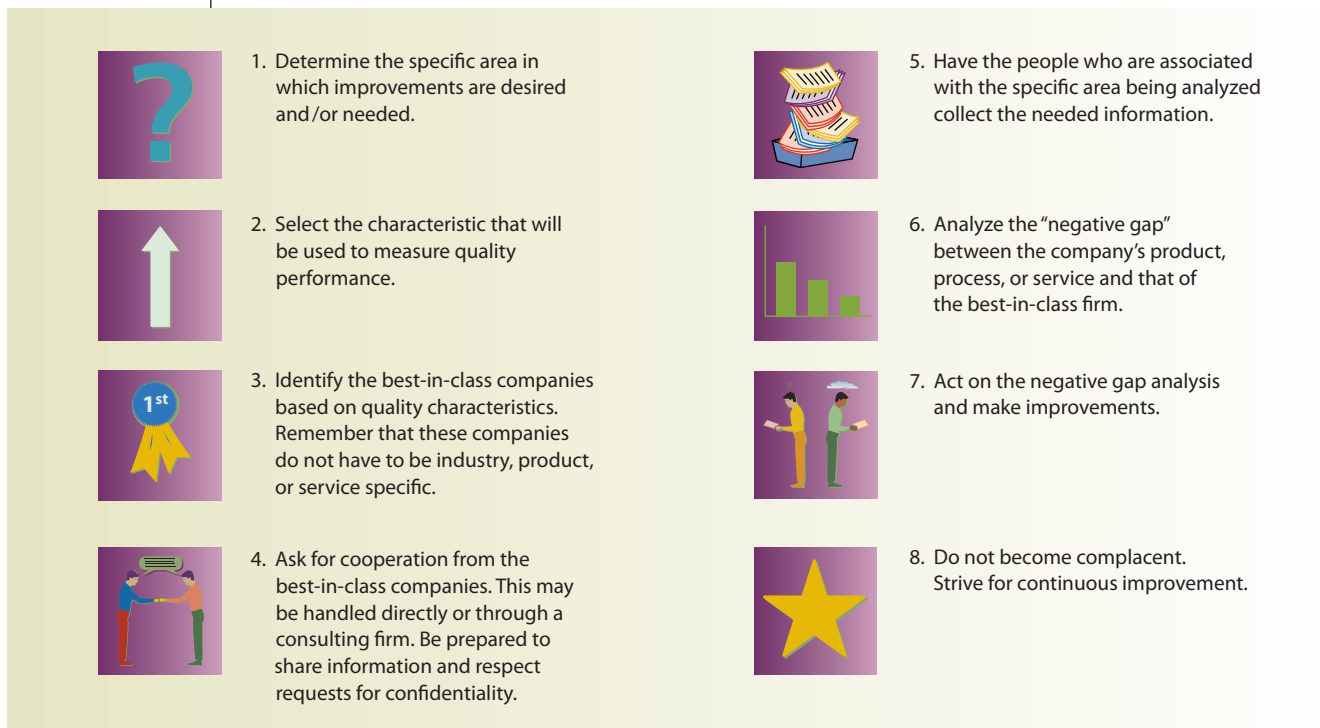 1. Determine the specific area in
which improvements are desired
and/or needed.
2. Select the characteristic that will
be used to measure quality
performance.
1st
3. Identify the best-in-class companies
based on quality characteristics.
Remember that these companies
do not have to be industry, product,
or service specific.
4. Ask for cooperation from the
best-in-class companies. This may
be handled directly or through a
consulting firm. Be prepared to
share information and respect
requests for confidentiality.
5. Have the people who are associated
with the specific area being analyzed
collect the needed information.
6. Analyze the “negative gap”
between the company’s product,
process, or service and that of
the best-in-class firm.
7. Act on the negative gap analysis
and make improvements.
8. Do not become complacent.
Strive for continuous improvement.